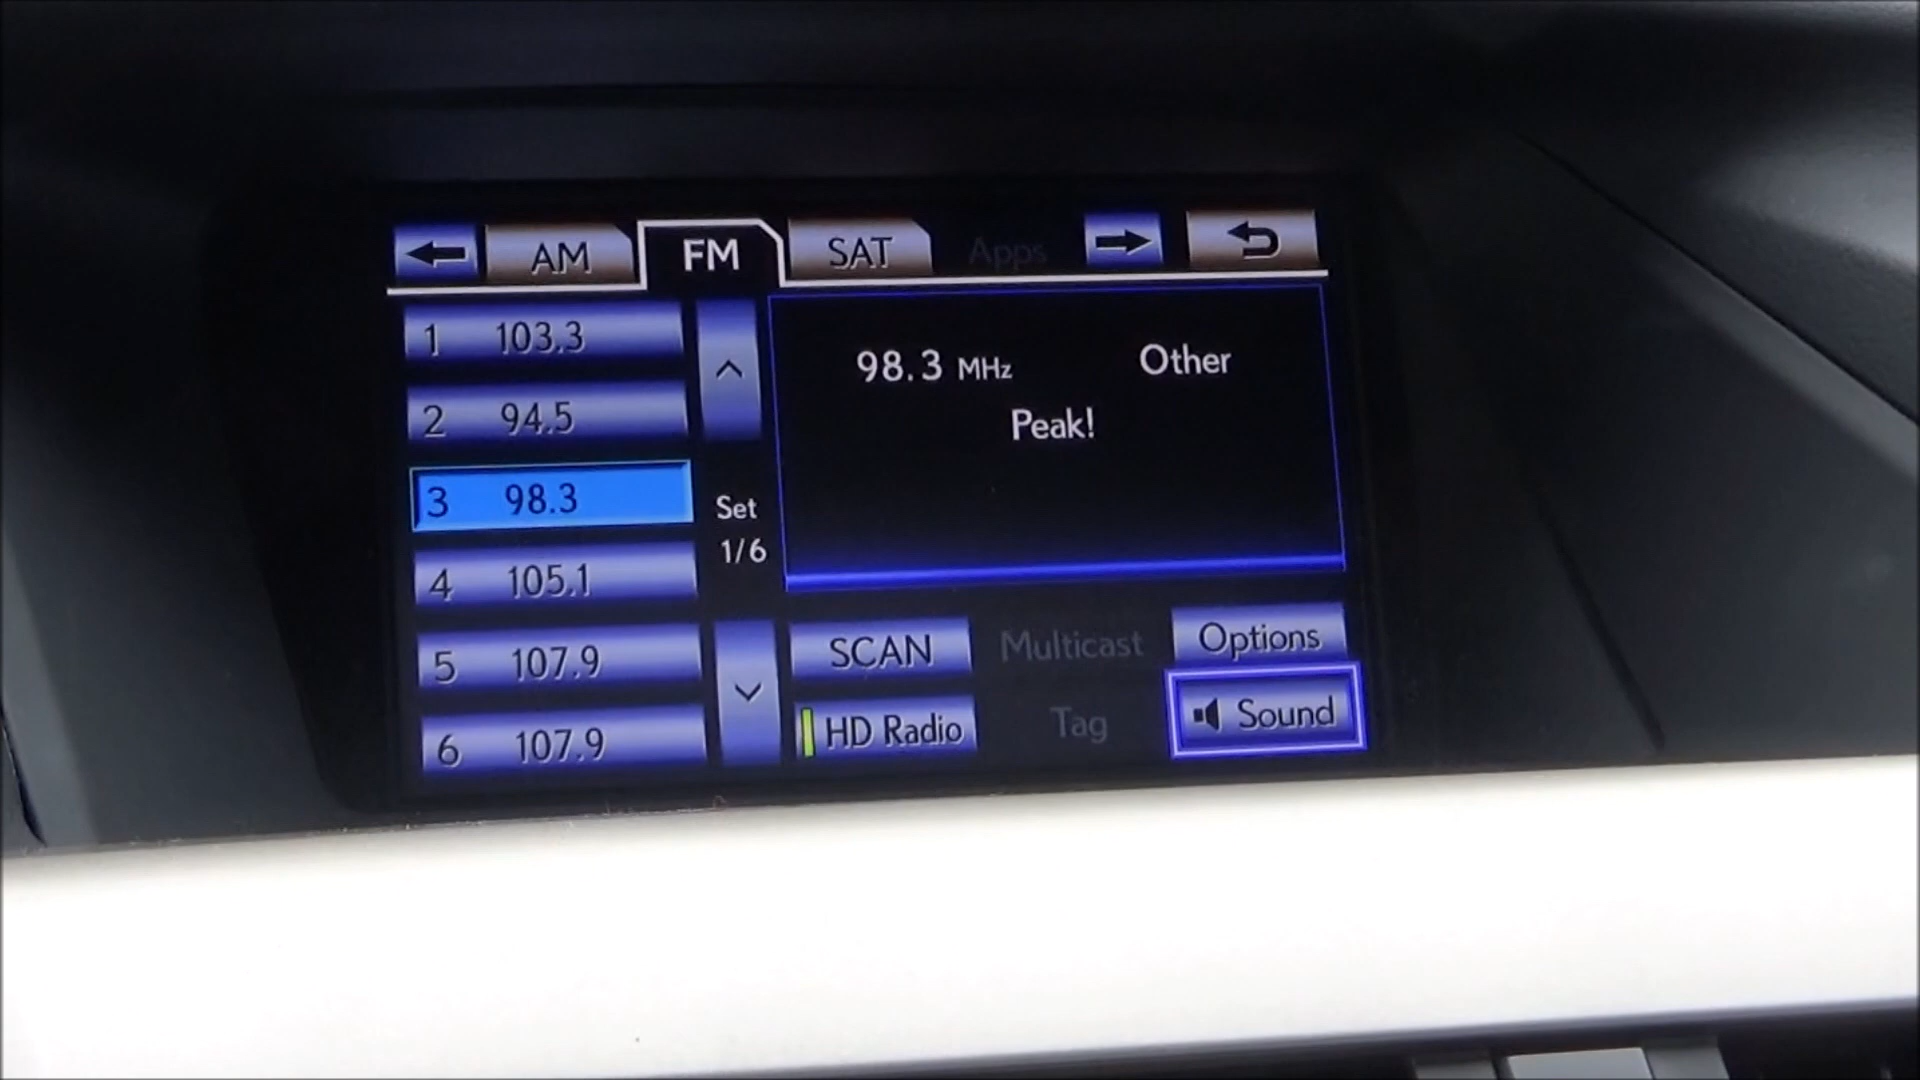 AM FM SAT Apps
1 103.3
2 94.5
3 98.3
4 105.1
5 107.9
6 107.9
Set
1/6
98.3 MHz Other
Peak!
SCAN Multicast Options
HD Radio Tag Sound